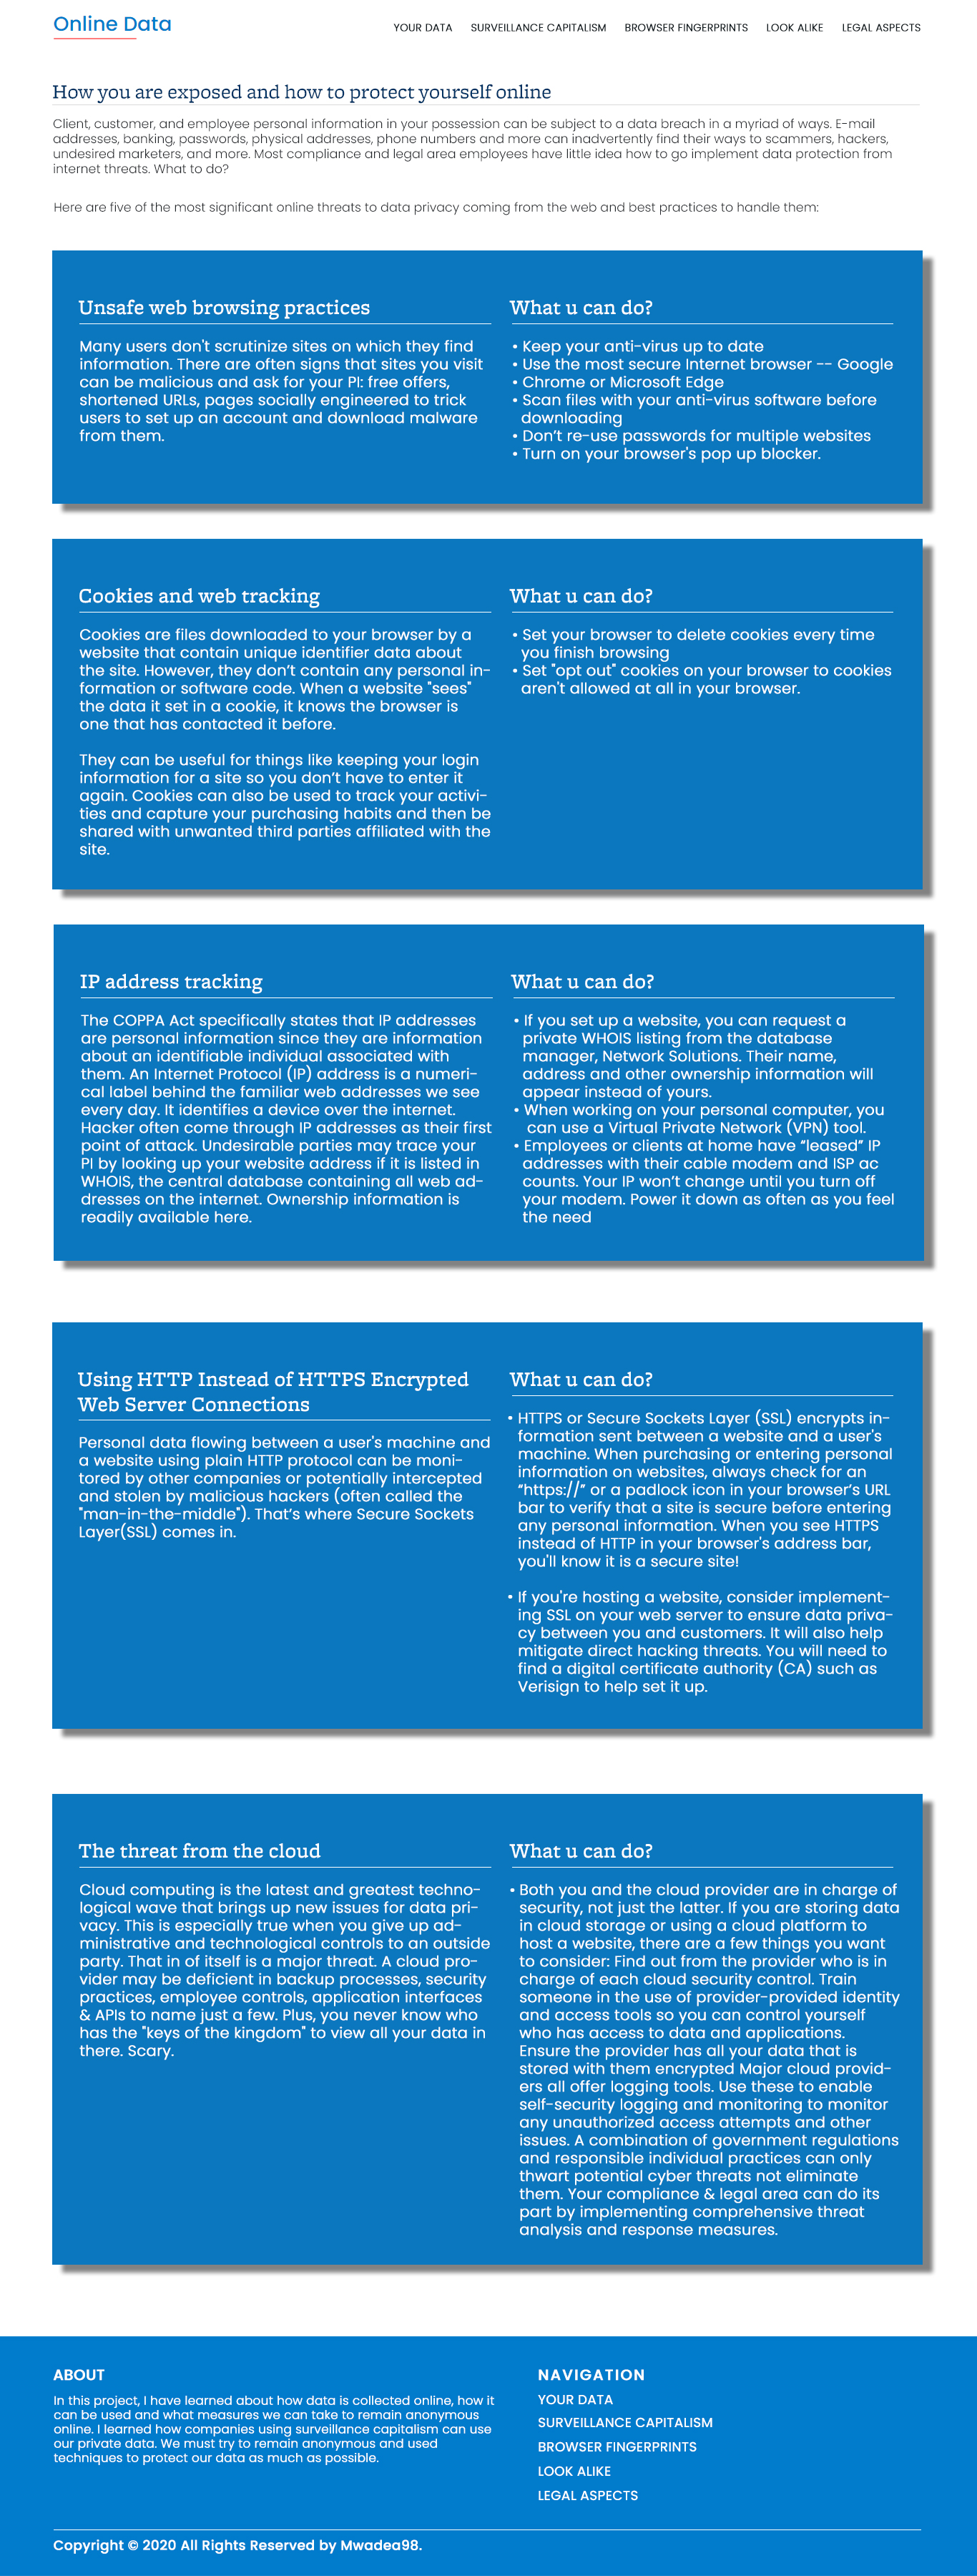 Online Data
YOUR DATA SURVEILLANCE CAPITALISM BROWSER FINGERPRINTS LOOK ALIKE LEGAL ASPECTS
How you are exposed and how to protect yourself online
Client, customer, and employee personal information in your possession can be subject to a data breach in a myriad of ways. E-mail
addresses, banking, passwords, physical addresses, phone numbers and more can inadvertently find their ways to scammers, hackers,
undesired marketers, and more. Most compliance and legal area employees have little idea how to go implement data protection from
internet threats. What to do?
Here are five of the most significant online threats to data privacy coming from the web and best practices to handle them:
Unsafe web browsing practices
Many users don't scrutinize sites on which they find
information. There are often signs that sites you visit
can be malicious and ask for your PI: free offers,
shortened URLs, pages socially engineered to trick
users to set up an account and download malware
from them.
What u can do?
• Keep your anti-virus up to date
• Use the most secure Internet browser -- Google
• Chrome or Microsoft Edge
• Scan files with your anti-virus software before
downloading
• Don't re-use passwords for multiple websites
• Turn on your browser's pop up blocker.
Cookies and web tracking
Cookies are files downloaded to your browser by a
website that contain unique identifier data about
the site. However, they don't contain any personal in-
formation or software code. When a website "sees"
the data it set in a cookie, it knows the browser is
one that has contacted it before.
They can be useful for things like keeping your login
information for a site so you don't have to enter it
again. Cookies can also be used to track your activi-
ties and capture your purchasing habits and then be
shared with unwanted third parties affiliated with the
site.
What u can do?
• Set your browser to delete cookies every time
you finish browsing
• Set "opt out" cookies on your browser to cookies
aren't allowed at all in your browser.
IP address tracking
The COPPA Act specifically states that IP addresses
are personal information since they are information
about an identifiable individual associated with
them. An Internet Protocol (IP) address is a numeri-
cal label behind the familiar web addresses we see
every day. It identifies a device over the internet.
Hacker often come through IP addresses as their first
point of attack. Undesirable parties may trace your
PI by looking up your website address if it is listed in
WHOIS, the central database containing all web ad-
dresses on the internet. Ownership information is
readily available here.
What u can do?
• If you set up a website, you can request a
private WHOIS listing from the database
manager, Network Solutions. Their name,
address and other ownership information will
appear instead of yours.
• When working on your personal computer, you
can use a Virtual Private Network (VPN) tool.
• Employees or clients at home have “leased” IP
addresses with their cable modem and ISP ac
counts. Your IP won't change until you turn off
your modem. Power it down as often as you feel
the need
Using HTTP Instead of HTTPS Encrypted
Web Server Connections
Personal data flowing between a user's machine and
a website using plain HTTP protocol can be moni-
tored by other companies or potentially intercepted
and stolen by malicious hackers (often called the
"man-in-the-middle"). That's where Secure Sockets
Layer(SSL) comes in.
What u can do?
• HTTPS or Secure Sockets Layer (SSL) encrypts in-
formation sent between a website and a user's
machine. When purchasing or entering personal
information on websites, always check for an
“https://” or a padlock icon in your browser's URL
bar to verify that a site is secure before entering
any personal information. When you see HTTPS
instead of HTTP in your browser's address bar,
you'll know it is a secure site!
• If you're hosting a website, consider implement-
ing SSL on your web server to ensure data priva-
cy between you and customers. It will also help
mitigate direct hacking threats. You will need to
find a digital certificate authority (CA) such as
Verisign to help set it up.
The threat from the cloud
Cloud computing is the latest and greatest techno-
logical wave that brings up new issues for data pri-
vacy. This is especially true when you give up ad-
ministrative and technological controls to an outside
party. That in of itself is a major threat. A cloud pro-
vider may be deficient in backup processes, security
practices, employee controls, application interfaces
& APIs to name just a few. Plus, you never know who
has the "keys of the kingdom" to view all your data in
there. Scary.
What u can do?
• Both you and the cloud provider are in charge of
security, not just the latter. If you are storing data
in cloud storage or using a cloud platform to
host a website, there are a few things you want
to consider: Find out from the provider who is in
charge of each cloud security control. Train
someone in the use of provider-provided identity
and access tools so you can control yourself
who has access to data and applications.
Ensure the provider has all your data that is
stored with them encrypted Major cloud provid-
ers all offer logging tools. Use these to enable
self-security logging and monitoring to monitor
any unauthorized access attempts and other
issues. A combination of government regulations
and responsible individual practices can only
thwart potential cyber threats not eliminate
them. Your compliance & legal area can do its
part by implementing comprehensive threat
analysis and response measures.
ABOUT
In this project, I have learned about how data is collected online, how it
can be used and what measures we can take to remain anonymous
online. I learned how companies using surveillance capitalism can use
our private data. We must try to remain anonymous and used
techniques to protect our data as much as possible.
NAVIGATION
YOUR DATA
SURVEILLANCE CAPITALISM
BROWSER FINGERPRINTS
LOOK ALIKE
LEGAL ASPECTS
Copyright © 2020 All Rights Reserved by Mwadea98.